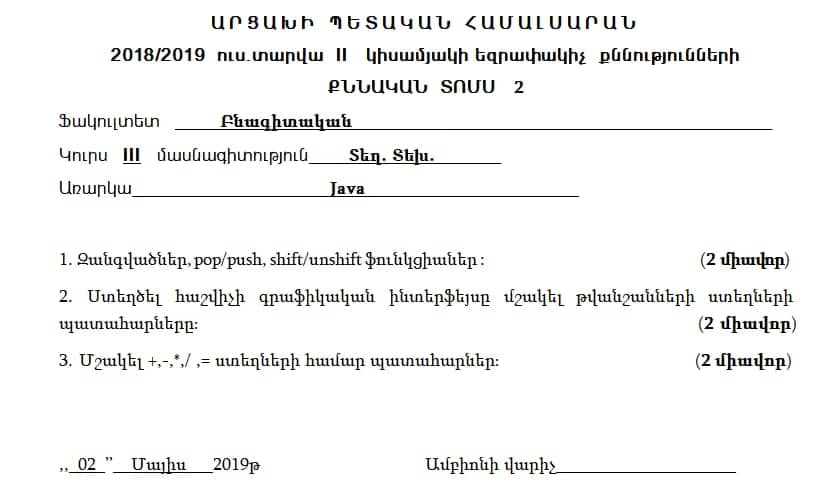 ԱՐՑԱԽԻ ՊԵՏԱԿԱՆ ՀԱՄԱԼՍԱՐԱՆ
2018/2019 ուս.տարվա II կիսամյակի եզրափակիչ քննությունների
ՔՆՆԱԿԱՆ ՏՈՄՍ 2
Ֆակուլտետ Բնագիտական
Կուրս III մասնագիտություն Տեղ. Տեխ.
Առարկա Java
1. Զանգվածներ, pop/push, shift/unshift ֆունկցիաներ: (2 միավոր)
2. Ստեղծել հաշվիչի գրաֆիկական ինտերֆեյսը մշակել թվանշանների ստեղների
պատահարները: (2 միավոր)
3. Մշակել +,-,*,/ ,= ստեղների համար պատահարներ: (2 միավոր)
,,_02_” Մայիս 2019թ Ամբիոնի վարիչ